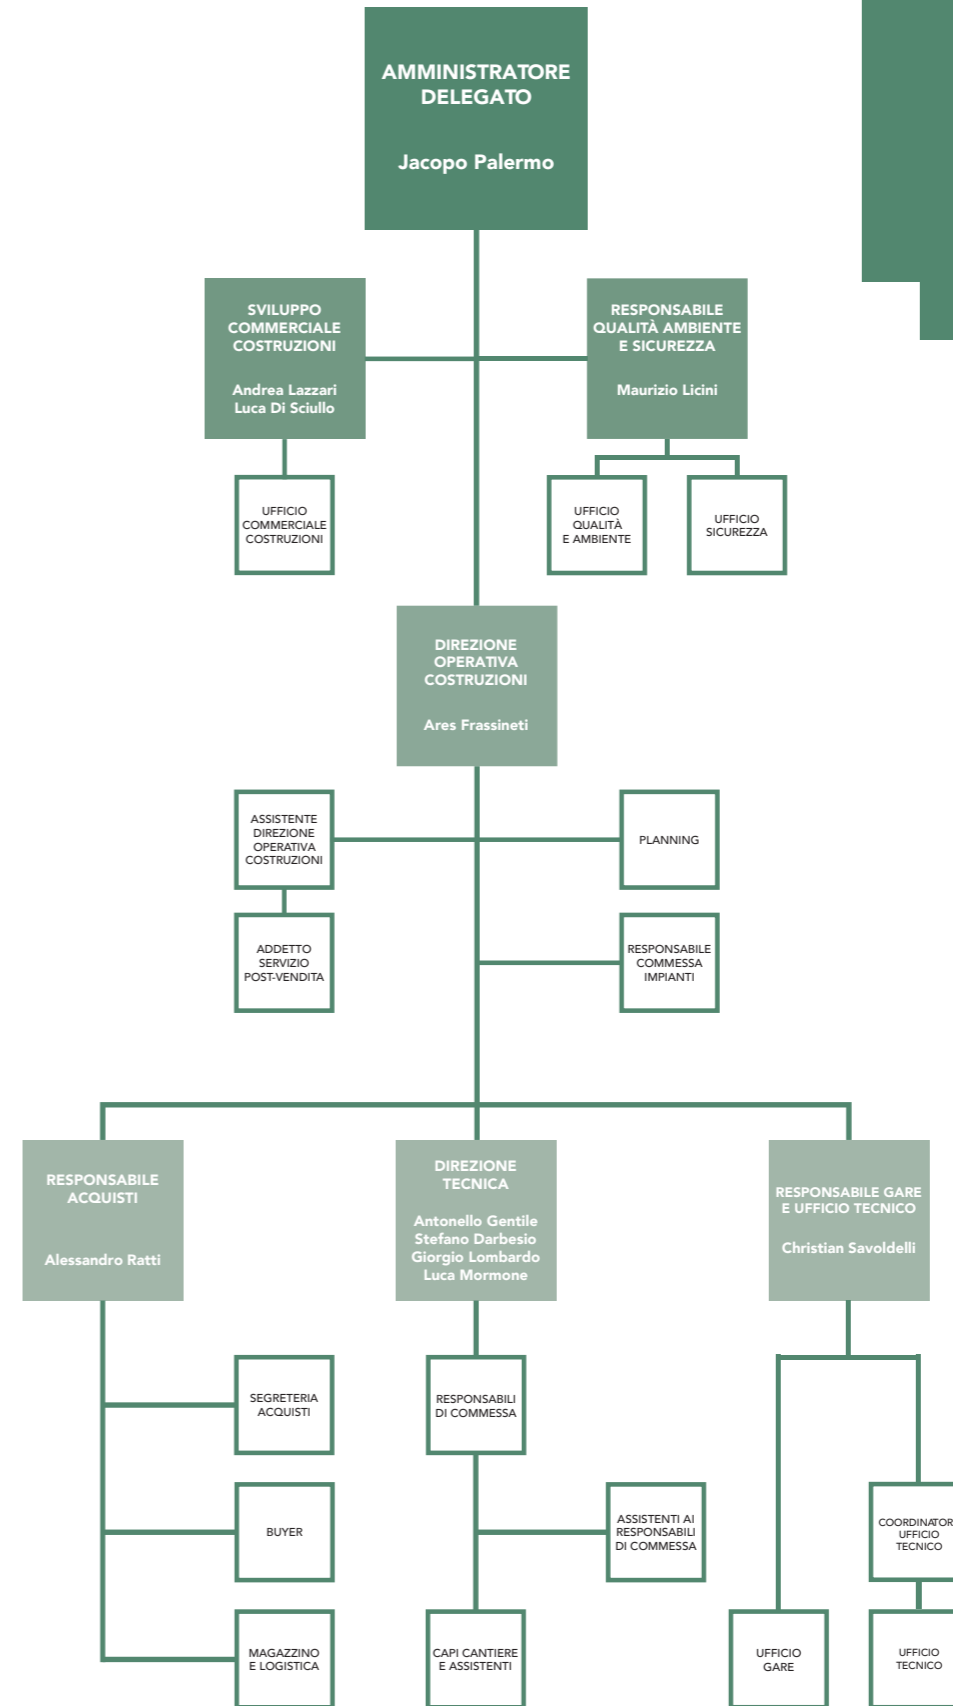 AMMINISTRATORE
DELEGATO
Jacopo Palermo
SVILUPPO
COMMERCIALE
COSTRUZIONI
Andrea Lazzari
Luca Di Sciullo
RESPONSABILE
QUALITÀ AMBIENTE
E SICUREZZA
Maurizio Licini
UFFICIO
COMMERCIALE
COSTRUZIONI
UFFICIO
QUALITÀ
E AMBIENTE
UFFICIO
SICUREZZA
DIREZIONE
OPERATIVA
COSTRUZIONI
Ares Frassineti
ASSISTENTE
DIREZIONE
OPERATIVA
COSTRUZIONI
PLANNING
ADDETTO
SERVIZIO
POST-VENDITA
RESPONSABILE
COMMESSA
IMPIANTI
RESPONSABILE
ACQUISTI
Alessandro Ratti
DIREZIONE
TECNICA
Antonello Gentile
Stefano Darbesio
Giorgio Lombardo
Luca Mormone
RESPONSABILE GARE
E UFFICIO TECNICO
Christian Savoldelli
SEGRETERIA
ACQUISTI
RESPONSABILI
DI COMMESSA
BUYER
ASSISTENTI AI
RESPONSABILI
DI COMMESSA
COORDINATOR
UFFICIO
TECNICO
MAGAZZINO
E LOGISTICA
CAPI CANTIERE
E ASSISTENTI
UFFICIO
GARE
UFFICIO
TECNICO